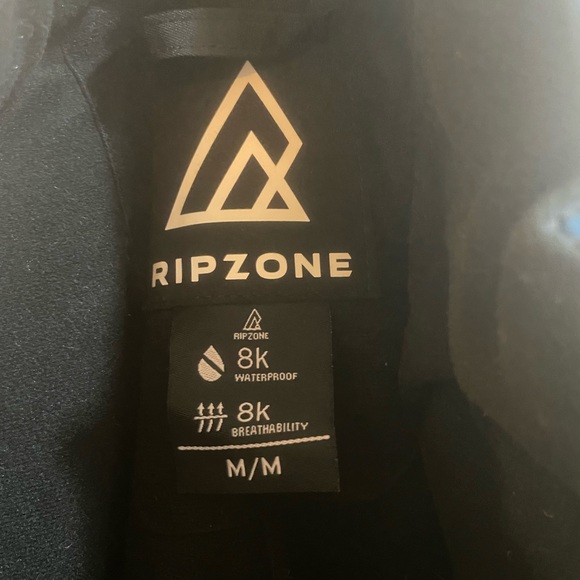 RIPZONE
RIPZONE
8k
WATERPROOF
8k
BREATHABILITY
M/M